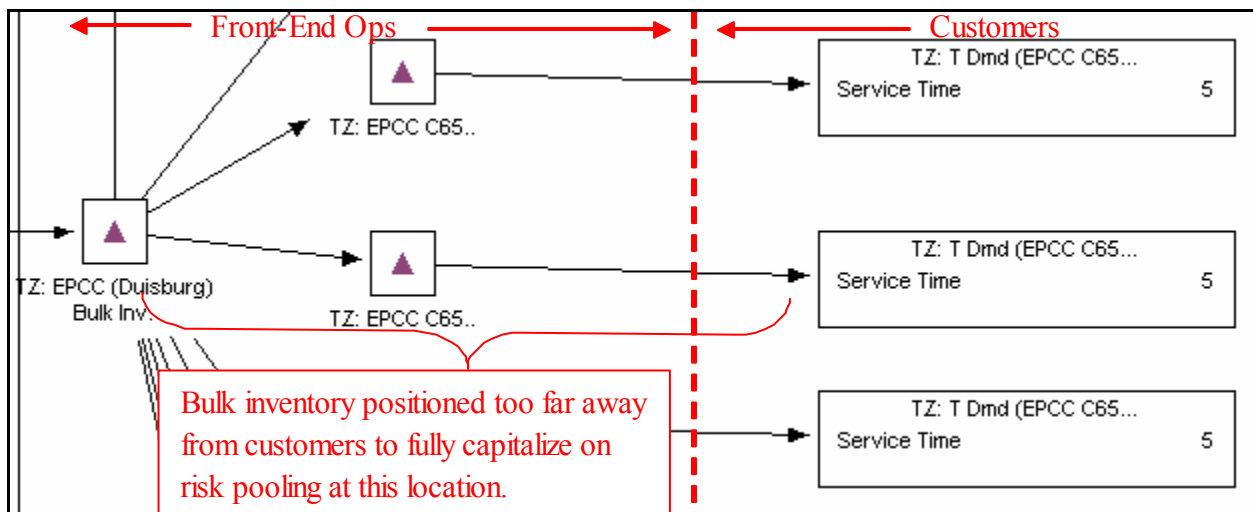 Front-End Ops
Customers
TZ: T Dmd (EPCC C65...
Service Time 5
TZ: EPCC C65..
TZ: EPCC (Duisburg)
Bulk Inv.
TZ: T Dmd (EPCC C65...
Service Time 5
TZ: EPCC C65..
Bulk inventory positioned too far away
from customers to fully capitalize on
risk pooling at this location.
TZ: T Dmd (EPCC C65...
Service Time 5